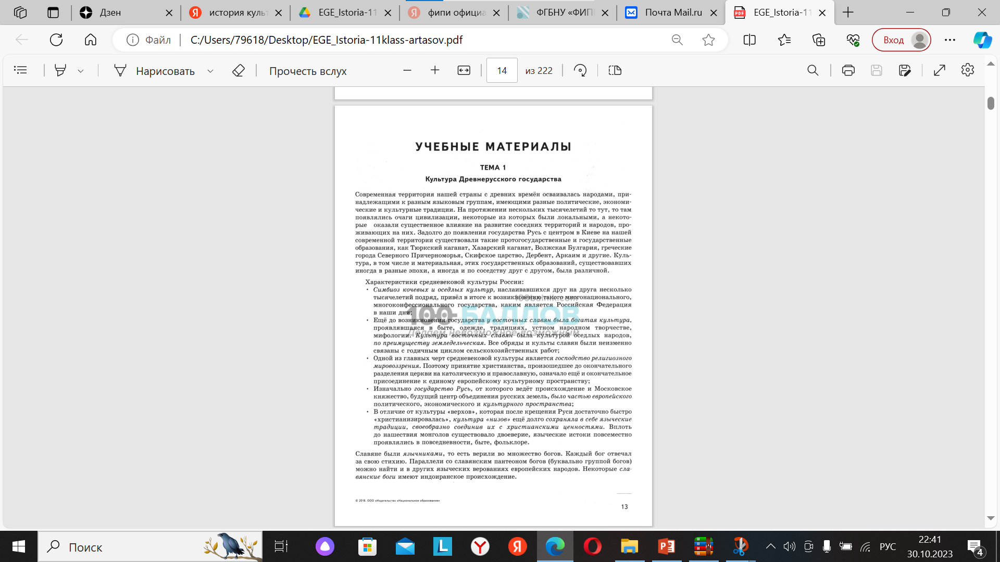 Дзен
история куль
EGE_Istoria-11
фипи официа
ФГБНУ «ФИПИ
Почта Mail.ru
EGE_Istoria-11
Файл
C:/Users/79618/Desktop/EGE_Istoria-11klass-artasov.pdf
Вход
Нарисовать
Прочесть вслух
14
из 222
УЧЕБНЫЕ МАТЕРИАЛЫ
ТЕМА 1
Культура Древнерусского государства
Современная территория нашей страны с древних времён осваивалась народами, при-
надлежащими к разным языковым группам, имеющими разные политические, экономи-
ческие и культурные традиции. На протяжении нескольких тысячелетий то тут, то там
появлялись очаги цивилизации, некоторые из которых были локальными, а некото-
рые оказали существенное влияние на развитие соседних территорий и народов, про-
живающих на них. Задолго до появления государства Русь с центром в Киеве на нашей
современной территории существовали такие протогосударственные и государственные
образования, как Тюркский каганат, Хазарский каганат, Волжская Булгария, греческие
города Северного Причерноморья, Скифское царство, Дербент, Аркаим и другие. Куль-
тура, в том числе и материальная, этих государственных образований, существовавших
иногда в разные эпохи, а иногда и по соседству друг с другом, была различной.
Характеристики средневековой культуры России:
• Симбиоз кочевых и оседлых культур, наслаивавшихся друг на друга несколько
тысячелетий подряд, привёл в итоге к возникновению такого многонационального,
многоконфессионального государства, каким является Российская Федерация
в наши дни;
• Ещё до возникновения государства у восточных славян была богатая культура,
проявлявшаяся в быте, одежде, традициях, устном народном творчестве,
мифологии. Культура восточных славян была культурой оседлых народов,
по преимуществу земледельческая. Все обряды и культы славян были неизменно
связаны с годичным циклом сельскохозяйственных работ;
• Одной из главных черт средневековой культуры является господство религиозного
мировоззрения. Поэтому принятие христианства, произошедшее до окончательного
разделения церкви на католическую и православную, означало ещё и окончательное
присоединение к единому европейскому культурному пространству;
• Изначально государство Русь, от которого ведёт происхождение и Московское
княжество, будущий центр объединения русских земель, было частью европейского
политического, экономического и культурного пространства;
• В отличие от культуры «верхов», которая после крещения Руси достаточно быстро
«христианизировалась», культура «низов» ещё долго сохраняла в себе языческие
традиции, своеобразно соединив их с христианскими ценностями. Вплоть
до нашествия монголов существовало двоеверие, языческие истоки повсеместно
проявлялись в повседневности, быте, фольклоре.
Славяне были язычниками, то есть верили во множество богов. Каждый бог отвечал
за свою стихию. Параллели со славянским пантеоном богов (буквально группой богов)
можно найти и в других языческих верованиях европейских народов. Некоторые сла-
вянские боги имеют индоиранское происхождение.
100balnik.com
100 БАЛЛОВ
Делаем невозможное возможным
© 2018. ООО «Издательство «Национальное образование»
13
Поиск
РУС
22:41
30.10.2023
4